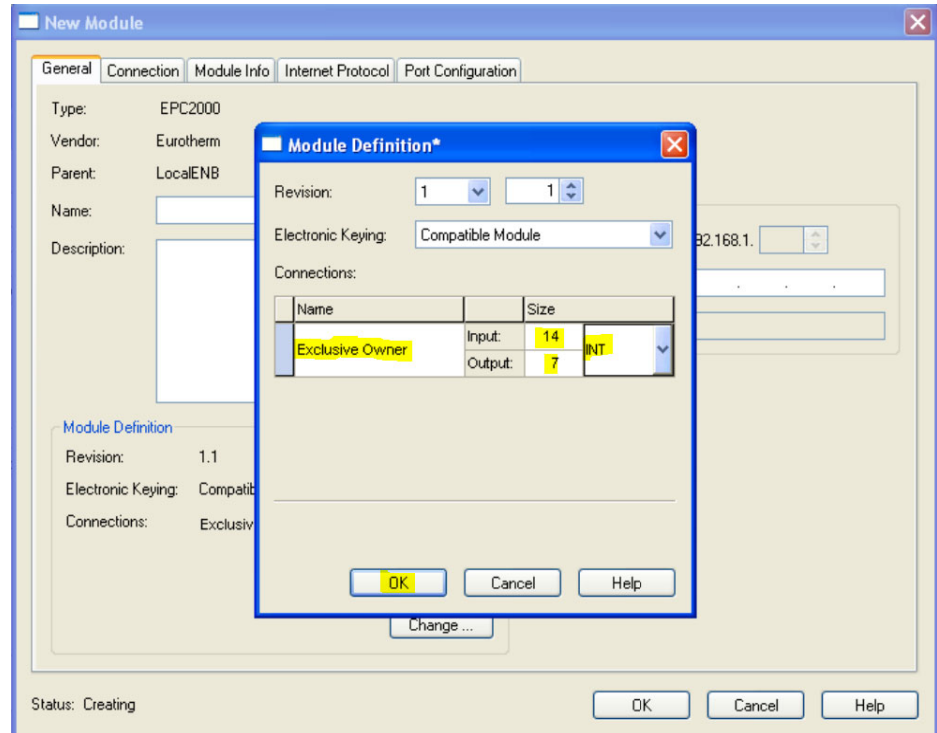 New Module
General Connection Module Info Internet Protocol Port Configuration
Type: EPC2000
Vendor: Eurotherm
Parent: LocalENB
Name:
Description:
92.168.1.
. . .
Module Definition
Revision: 1.1
Electronic Keying: Compatib
Connections: Exclusiv
Change ...
Status: Creating
OK Cancel Help
Module Definition*
Revision: 1 1
Electronic Keying: Compatible Module
Connections:
Name Size
Exclusive Owner Input: 14 INT
Output: 7
OK Cancel Help